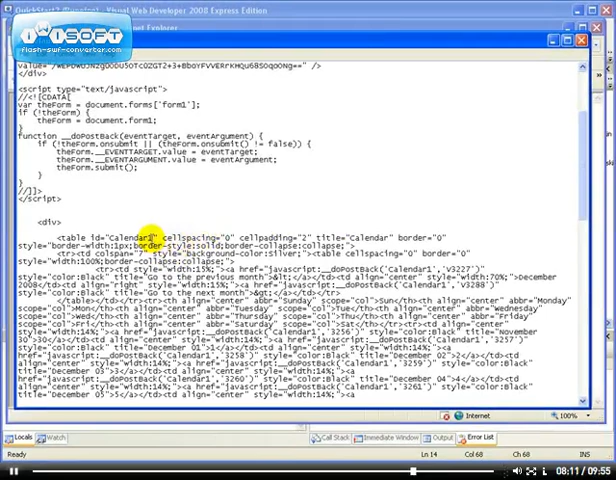 QuickStart2 (Running) - Visual Web Developer 2008 Express Edition
Internet Explorer
iWiSOFT
flash-swf-converter.com
</div>
<script type="text/javascript">
//<![CDATA[
var theForm = document.forms['form1'];
if (!theForm) {
theForm = document.form1;
}
function __doPostBack(eventTarget, eventArgument) {
if (!theForm.onsubmit || (theForm.onsubmit() != false)) {
theForm.__EVENTTARGET.value = eventTarget;
theForm.__EVENTARGUMENT.value = eventArgument;
theForm.submit();
}
}
//]]>
</script>
<div>
<table id="Calendar1" cellspacing="0" cellpadding="2" title="Calendar" border="0"
style="border-width:1px;border-style:solid;border-collapse:collapse;">
<tr><td colspan="7" style="background-color:Silver;"><table cellspacing="0" border="0"
style="width:100%;border-collapse:collapse;">
<tr><td style="width:15%;"><a href="javascript:__doPostBack('Calendar1','V3227')"
style="color:Black" title="Go to the previous month">&lt;</a></td><td align="center" style="width:70%;">December
2008</td><td align="right" style="width:15%;"><a href="javascript:__doPostBack('Calendar1','V3288')"
style="color:Black" title="Go to the next month">&gt;</a></td></tr>
</table></td></tr><tr><th align="center" abbr="Sunday" scope="col">Sun</th><th align="center" abbr="Monday"
scope="col">Mon</th><th align="center" abbr="Tuesday" scope="col">Tue</th><th align="center" abbr="Wednesday"
scope="col">Wed</th><th align="center" abbr="Thursday" scope="col">Thu</th><th align="center" abbr="Friday"
scope="col">Fri</th><th align="center" abbr="Saturday" scope="col">Sat</th></tr><tr><td align="center"
style="width:14%;"><a href="javascript:__doPostBack('Calendar1','3256')" style="color:Black" title="November
30">30</a></td><td align="center" style="width:14%;"><a href="javascript:__doPostBack('Calendar1','3257')"
style="color:Black" title="December 01">1</a></td><td align="center" style="width:14%;"><a
href="javascript:__doPostBack('Calendar1','3258')" style="color:Black" title="December 02">2</a></td><td
align="center" style="width:14%;"><a href="javascript:__doPostBack('Calendar1','3259')" style="color:Black"
title="December 03">3</a></td><td align="center" style="width:14%;"><a
href="javascript:__doPostBack('Calendar1','3260')" style="color:Black" title="December 04">4</a></td><td
align="center" style="width:14%;"><a href="javascript:__doPostBack('Calendar1','3261')" style="color:Black"
title="December 05">5</a></td><td align="center" style="width:14%;"><a
Internet
100%
Locals Watch Call Stack Immediate Window Output Error List
Ready Ln 14 Col 68 Ch 68
08:11 / 09:55